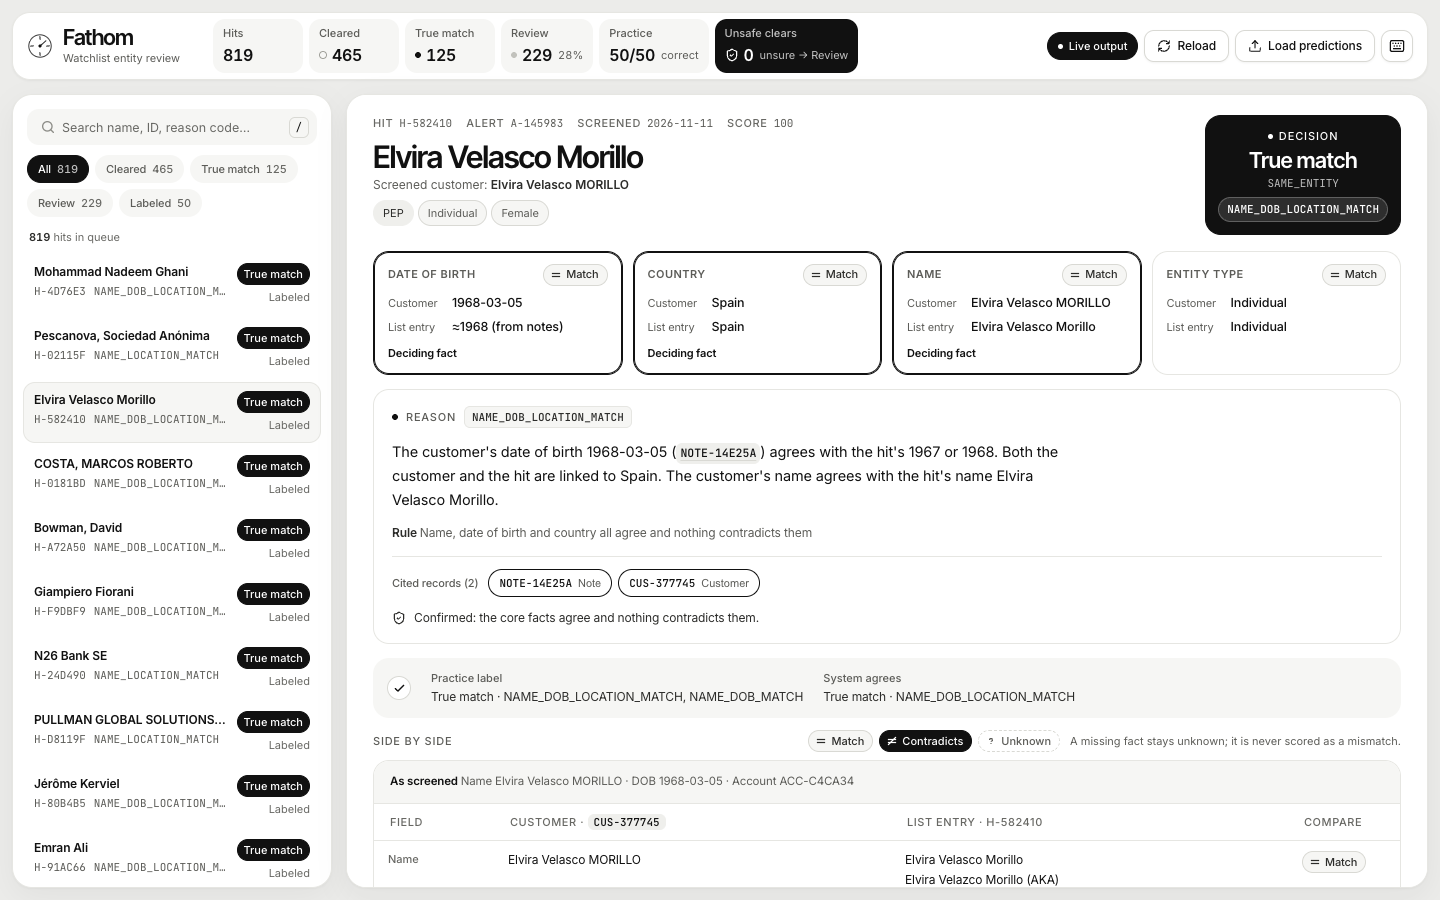 Fathom
Watchlist entity review
Hits
819
Cleared
465
True match
125
Review
229 28%
Practice
50/50 correct
Unsafe clears
0 unsure → Review
Live output
Reload
Load predictions
Search name, ID, reason code...
/
All 819
Cleared 465
True match 125
Review 229
Labeled 50
819 hits in queue
Mohammad Nadeem Ghani
True match
H-4D76E3 NAME_DOB_LOCATION_M…
Labeled
Pescanova, Sociedad Anónima
True match
H-02115F NAME_LOCATION_MATCH
Labeled
Elvira Velasco Morillo
True match
H-582410 NAME_DOB_LOCATION_M…
Labeled
COSTA, MARCOS ROBERTO
True match
H-0181BD NAME_DOB_LOCATION_M…
Labeled
Bowman, David
True match
H-A72A50 NAME_DOB_LOCATION_M…
Labeled
Giampiero Fiorani
True match
H-F9DBF9 NAME_DOB_LOCATION_M…
Labeled
N26 Bank SE
True match
H-24D490 NAME_LOCATION_MATCH
Labeled
PULLMAN GLOBAL SOLUTIONS…
True match
H-D8119F NAME_LOCATION_MATCH
Labeled
Jérôme Kerviel
True match
H-80B4B5 NAME_DOB_LOCATION_M…
Labeled
Emran Ali
True match
H-91AC66 NAME_DOB_LOCATION_M…
Labeled
HIT H-582410 ALERT A-145983 SCREENED 2026-11-11 SCORE 100
Elvira Velasco Morillo
Screened customer: Elvira Velasco MORILLO
PEP Individual Female
DECISION
True match
SAME_ENTITY
NAME_DOB_LOCATION_MATCH
DATE OF BIRTH = Match
Customer 1968-03-05
List entry ≈1968 (from notes)
Deciding fact
COUNTRY = Match
Customer Spain
List entry Spain
Deciding fact
NAME = Match
Customer Elvira Velasco MORILLO
List entry Elvira Velasco Morillo
Deciding fact
ENTITY TYPE = Match
Customer Individual
List entry Individual
REASON NAME_DOB_LOCATION_MATCH
The customer's date of birth 1968-03-05 (NOTE-14E25A) agrees with the hit's 1967 or 1968. Both the
customer and the hit are linked to Spain. The customer's name agrees with the hit's name Elvira
Velasco Morillo.
Rule Name, date of birth and country all agree and nothing contradicts them
Cited records (2) NOTE-14E25A Note CUS-377745 Customer
Confirmed: the core facts agree and nothing contradicts them.
Practice label
True match · NAME_DOB_LOCATION_MATCH, NAME_DOB_MATCH
System agrees
True match · NAME_DOB_LOCATION_MATCH
SIDE BY SIDE = Match ≠ Contradicts ? Unknown A missing fact stays unknown; it is never scored as a mismatch.
As screened Name Elvira Velasco MORILLO · DOB 1968-03-05 · Account ACC-C4CA34
FIELD CUSTOMER · CUS-377745 LIST ENTRY · H-582410 COMPARE
Name Elvira Velasco MORILLO Elvira Velasco Morillo = Match
Elvira Velazco Morillo (AKA)